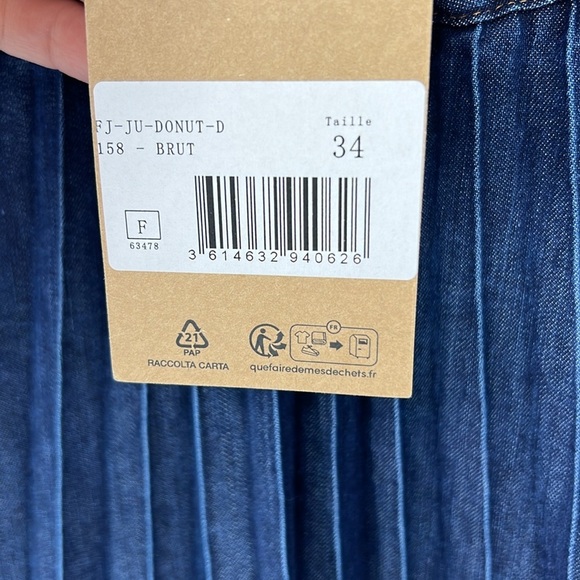 FJ-JU-DONUT-D
158 - BRUT
Taille
34
F
63478
3 614632 940626
21
PAP
RACCOLTA CARTA
FR
quefairedemesdechets.fr